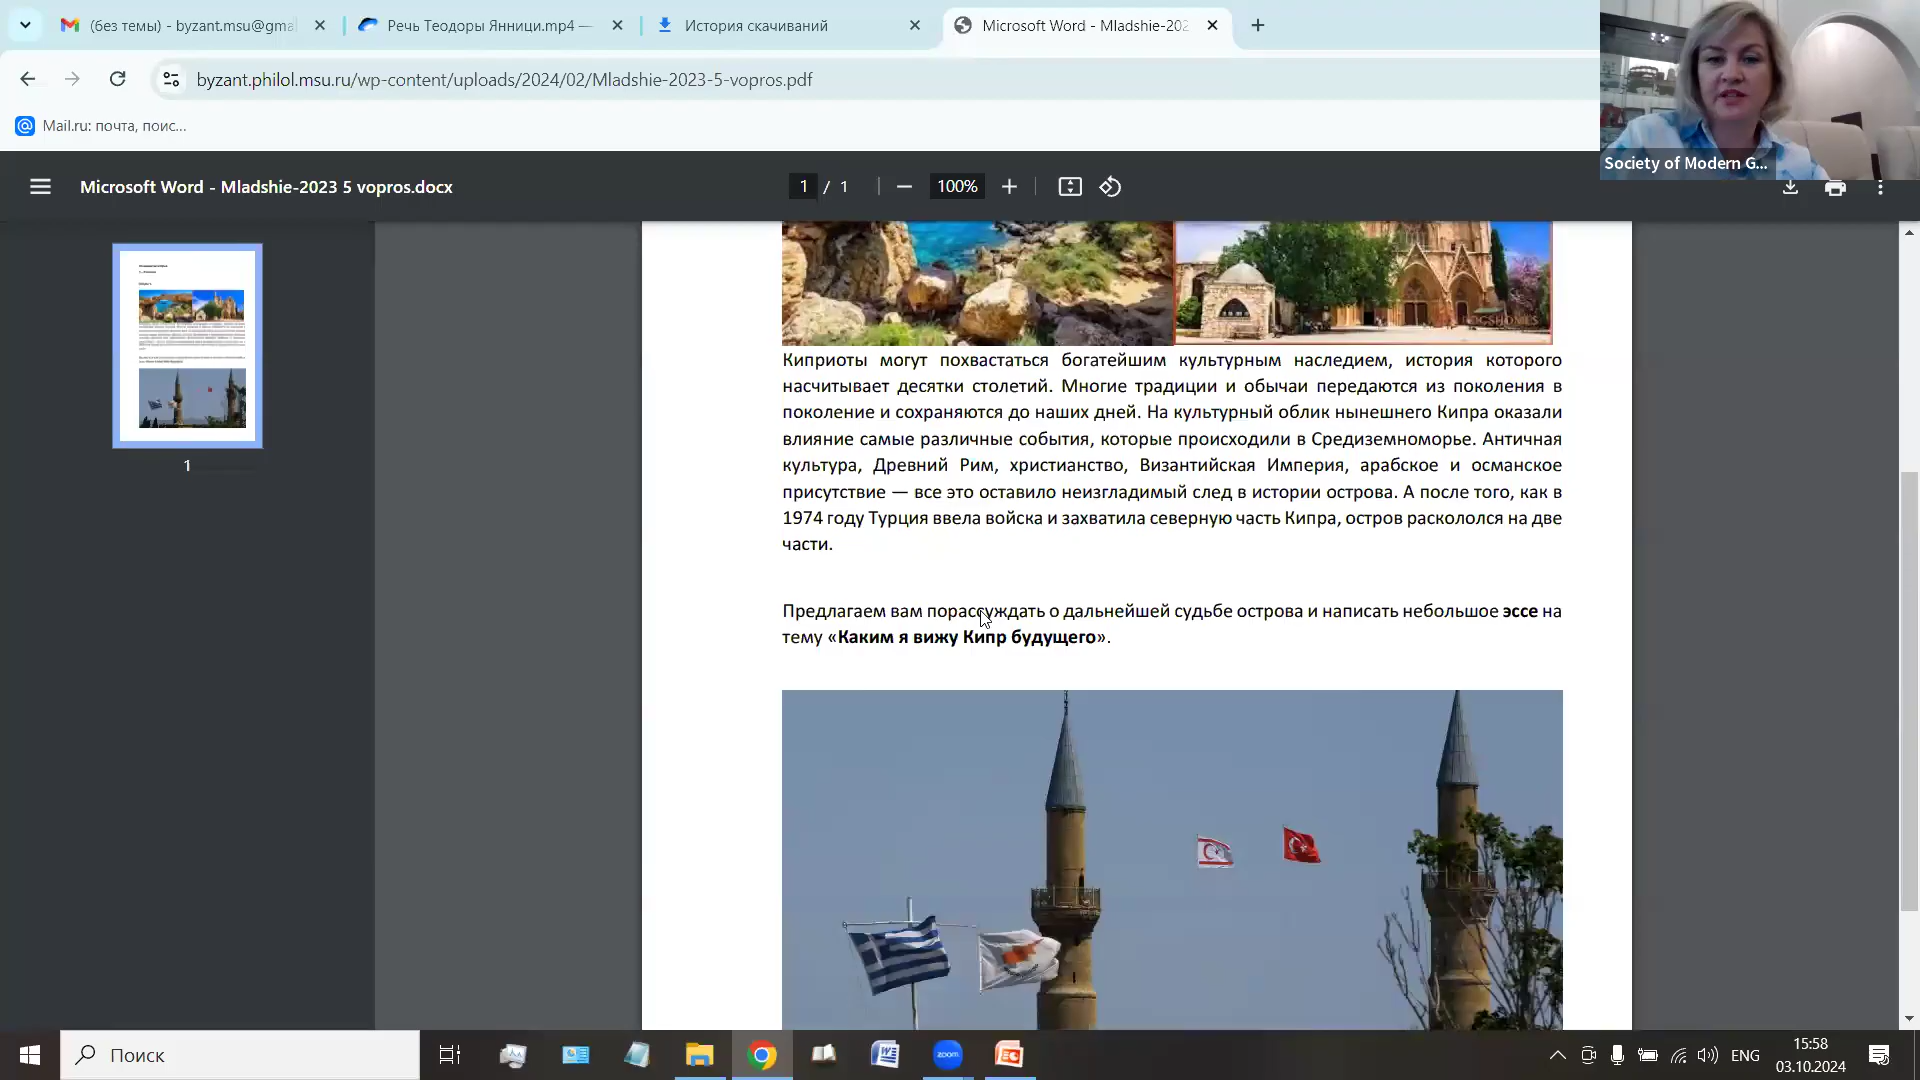 (без темы) - byzant.msu@gma
Речь Теодоры Янници.mp4 —
История скачиваний
Microsoft Word - Mladshie-202
byzant.philol.msu.ru/wp-content/uploads/2024/02/Mladshie-2023-5-vopros.pdf
Mail.ru: почта, поис...
Society of Modern G...
Microsoft Word - Mladshie-2023 5 vopros.docx
1 / 1
100%
1
Киприоты могут похвастаться богатейшим культурным наследием, история которого
насчитывает десятки столетий. Многие традиции и обычаи передаются из поколения в
поколение и сохраняются до наших дней. На культурный облик нынешнего Кипра оказали
влияние самые различные события, которые происходили в Средиземноморье. Античная
культура, Древний Рим, христианство, Византийская Империя, арабское и османское
присутствие — все это оставило неизгладимый след в истории острова. А после того, как в
1974 году Турция ввела войска и захватила северную часть Кипра, остров раскололся на две
части.
Предлагаем вам порассуждать о дальнейшей судьбе острова и написать небольшое эссе на
тему «Каким я вижу Кипр будущего».
Поиск
zoom
ENG
15:58
03.10.2024